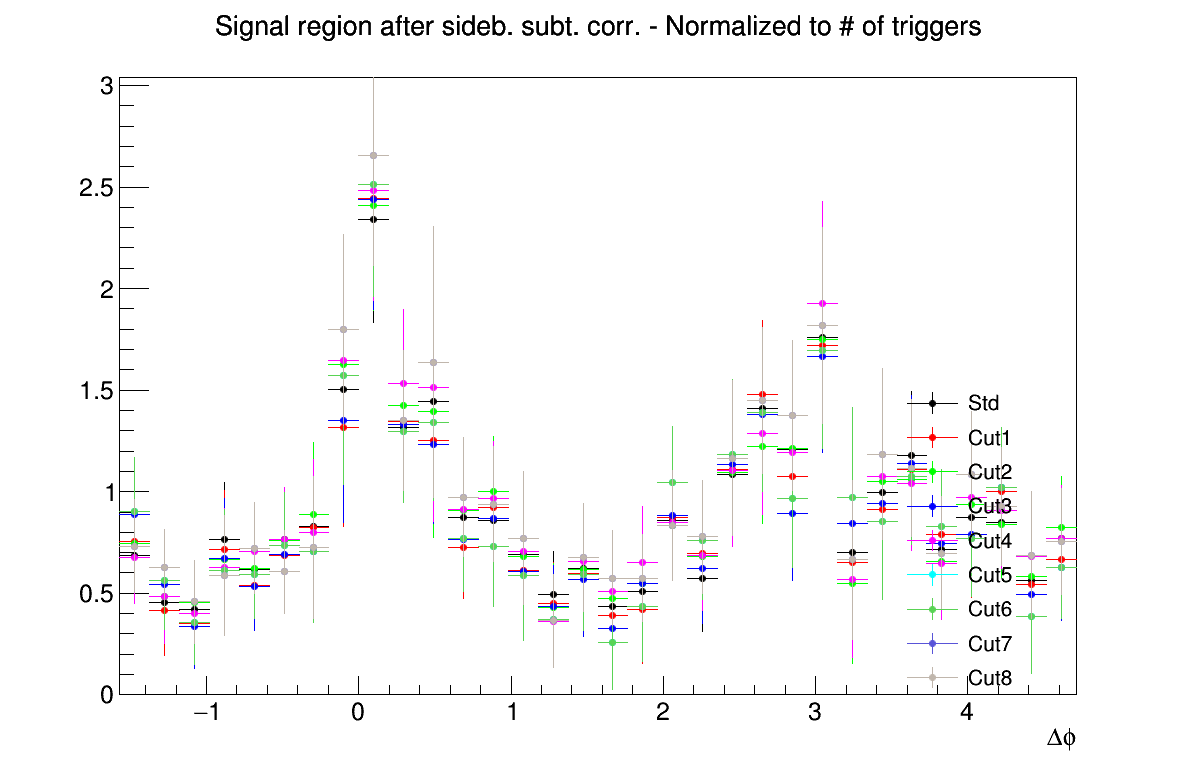 Signal region after sideb. subt. corr. - Normalized to # of triggers
3
2.5
2
1.5
1
0.5
0
−1 0 1 2 3 4
Δϕ
Std
Cut1
Cut2
Cut3
Cut4
Cut5
Cut6
Cut7
Cut8